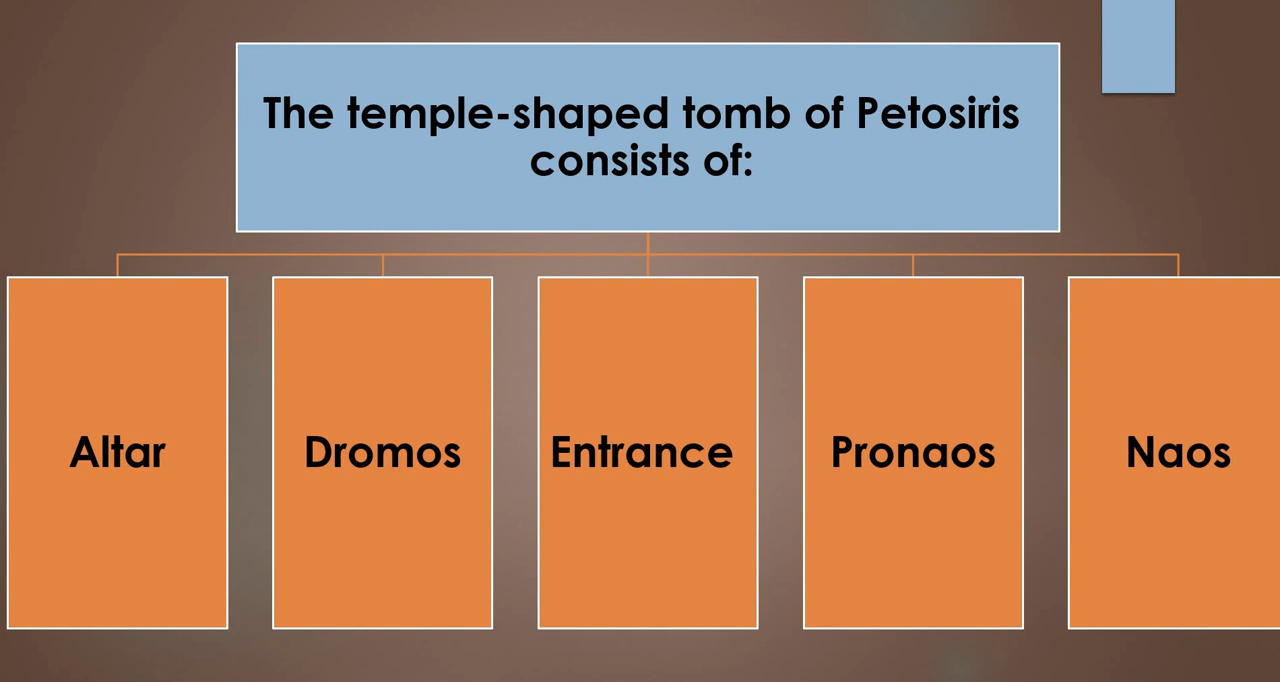 The temple-shaped tomb of Petosiris
consists of:
Altar
Dromos
Entrance
Pronaos
Naos